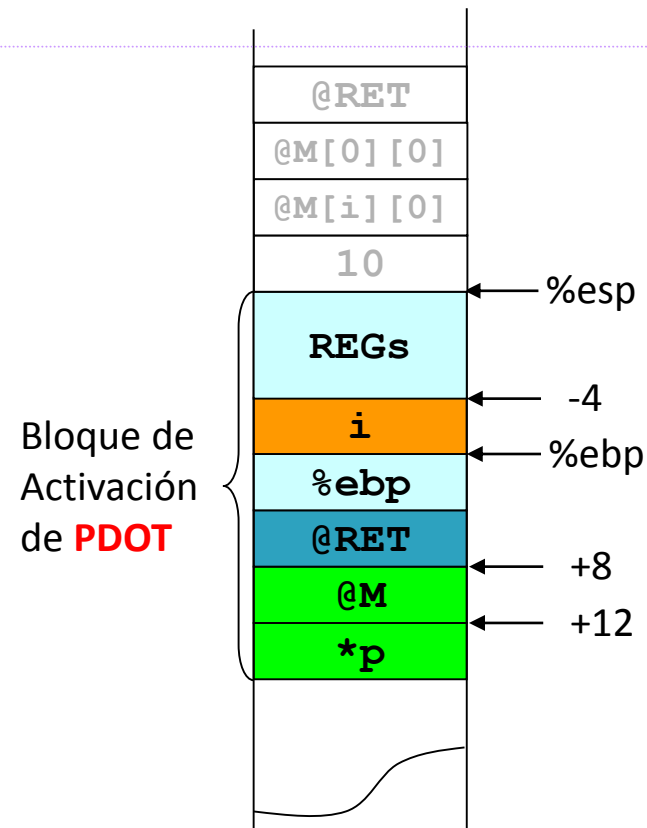 @RET
@M[0][0]
@M[i][0]
10
%esp
REGs
-4
i
%ebp
%ebp
@RET
+8
@M
+12
*p
Bloque de
Activación
de PDOT